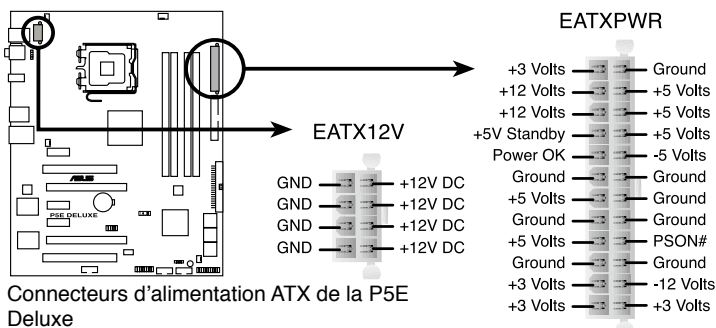 EATXPWR
+3 Volts Ground
+12 Volts +5 Volts
+12 Volts +5 Volts
+5V Standby +5 Volts
Power OK -5 Volts
Ground Ground
+5 Volts Ground
Ground Ground
+5 Volts PSON#
Ground Ground
+3 Volts -12 Volts
+3 Volts +3 Volts
EATX12V
GND +12V DC
GND +12V DC
GND +12V DC
GND +12V DC
ASUS
P5E DELUXE
Connecteurs d'alimentation ATX de la P5E
Deluxe